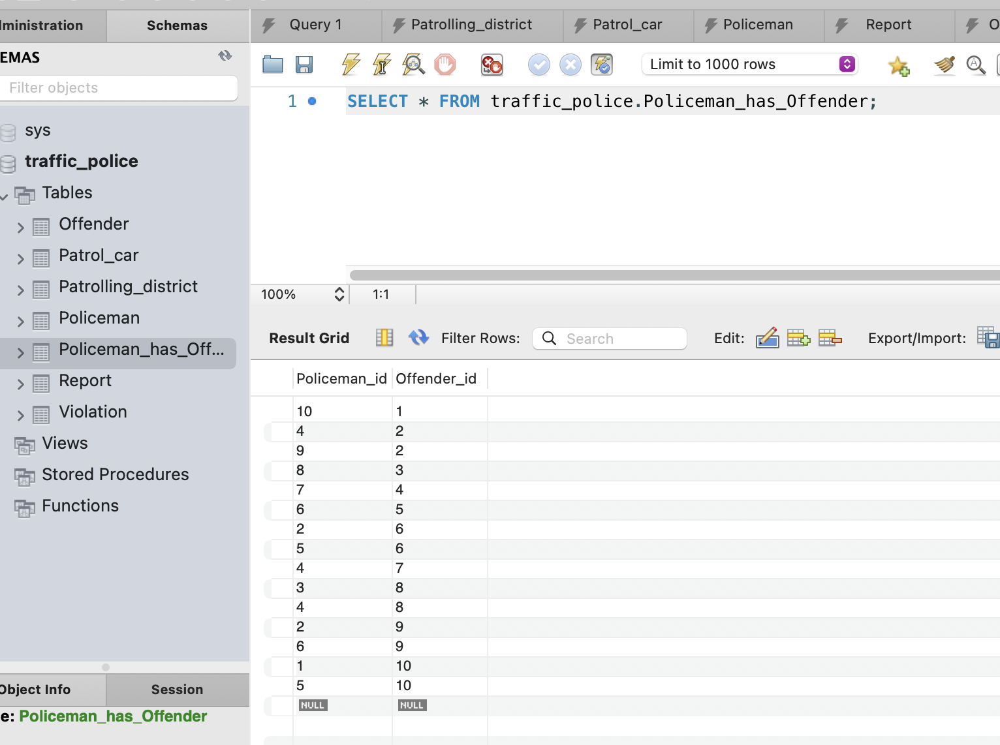 ministration
Schemas
Query 1
Patrolling_district
Patrol_car
Policeman
Report
O
EMAS
Filter objects
Limit to 1000 rows
1
SELECT * FROM traffic_police.Policeman_has_Offender;
sys
traffic_police
Tables
Offender
Patrol_car
Patrolling_district
Policeman
Policeman_has_Off...
Report
Violation
Views
Stored Procedures
Functions
100%
1:1
Result Grid
Filter Rows:
Search
Edit:
Export/Import:
Policeman_id Offender_id
10 1
4 2
9 2
8 3
7 4
6 5
2 6
5 6
4 7
3 8
4 8
2 9
6 9
1 10
5 10
NULL NULL
Object Info
Session
e: Policeman_has_Offender